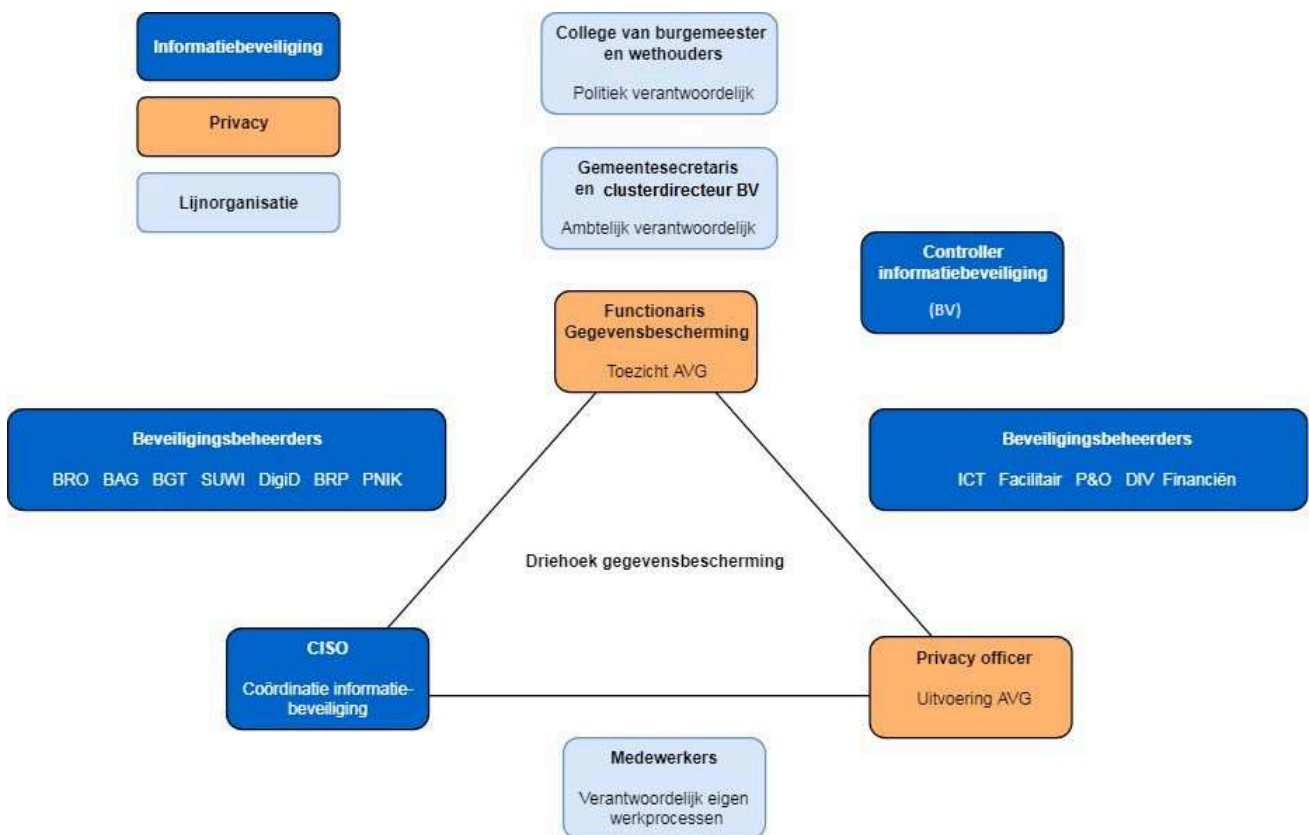 Informatiebeveiliging
Privacy
Lijnorganisatie
College van burgemeester
en wethouders
Politiek verantwoordelijk
Gemeentesecretaris
en clusterdirecteur BV
Ambtelijk verantwoordelijk
Controller
informatiebeveiliging
(BV)
Functionaris
Gegevensbescherming
Toezicht AVG
Beveiligingsbeheerders
BRO BAG BGT SUWI DigiD BRP PNIK
Beveiligingsbeheerders
ICT Facilitair P&O DIV Financiën
Driehoek gegevensbescherming
CISO
Coördinatie informatie-
beveiliging
Privacy officer
Uitvoering AVG
Medewerkers
Verantwoordelijk eigen
werkprocessen